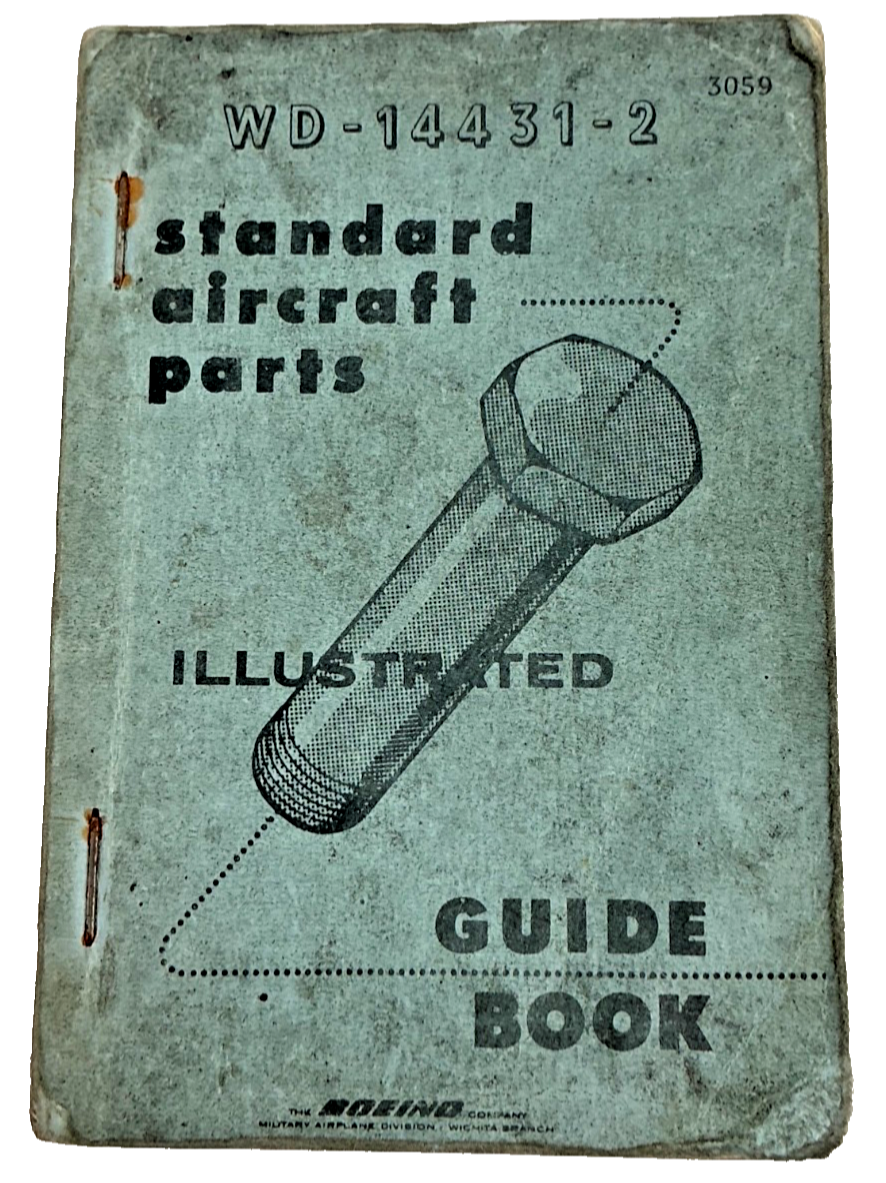 3059
WD-14431-2
standard
aircraft
parts
ILLUSTRATED
GUIDE
BOOK
THE BOEING COMPANY
MILITARY AIRPLANE DIVISION · WICHITA BRANCH